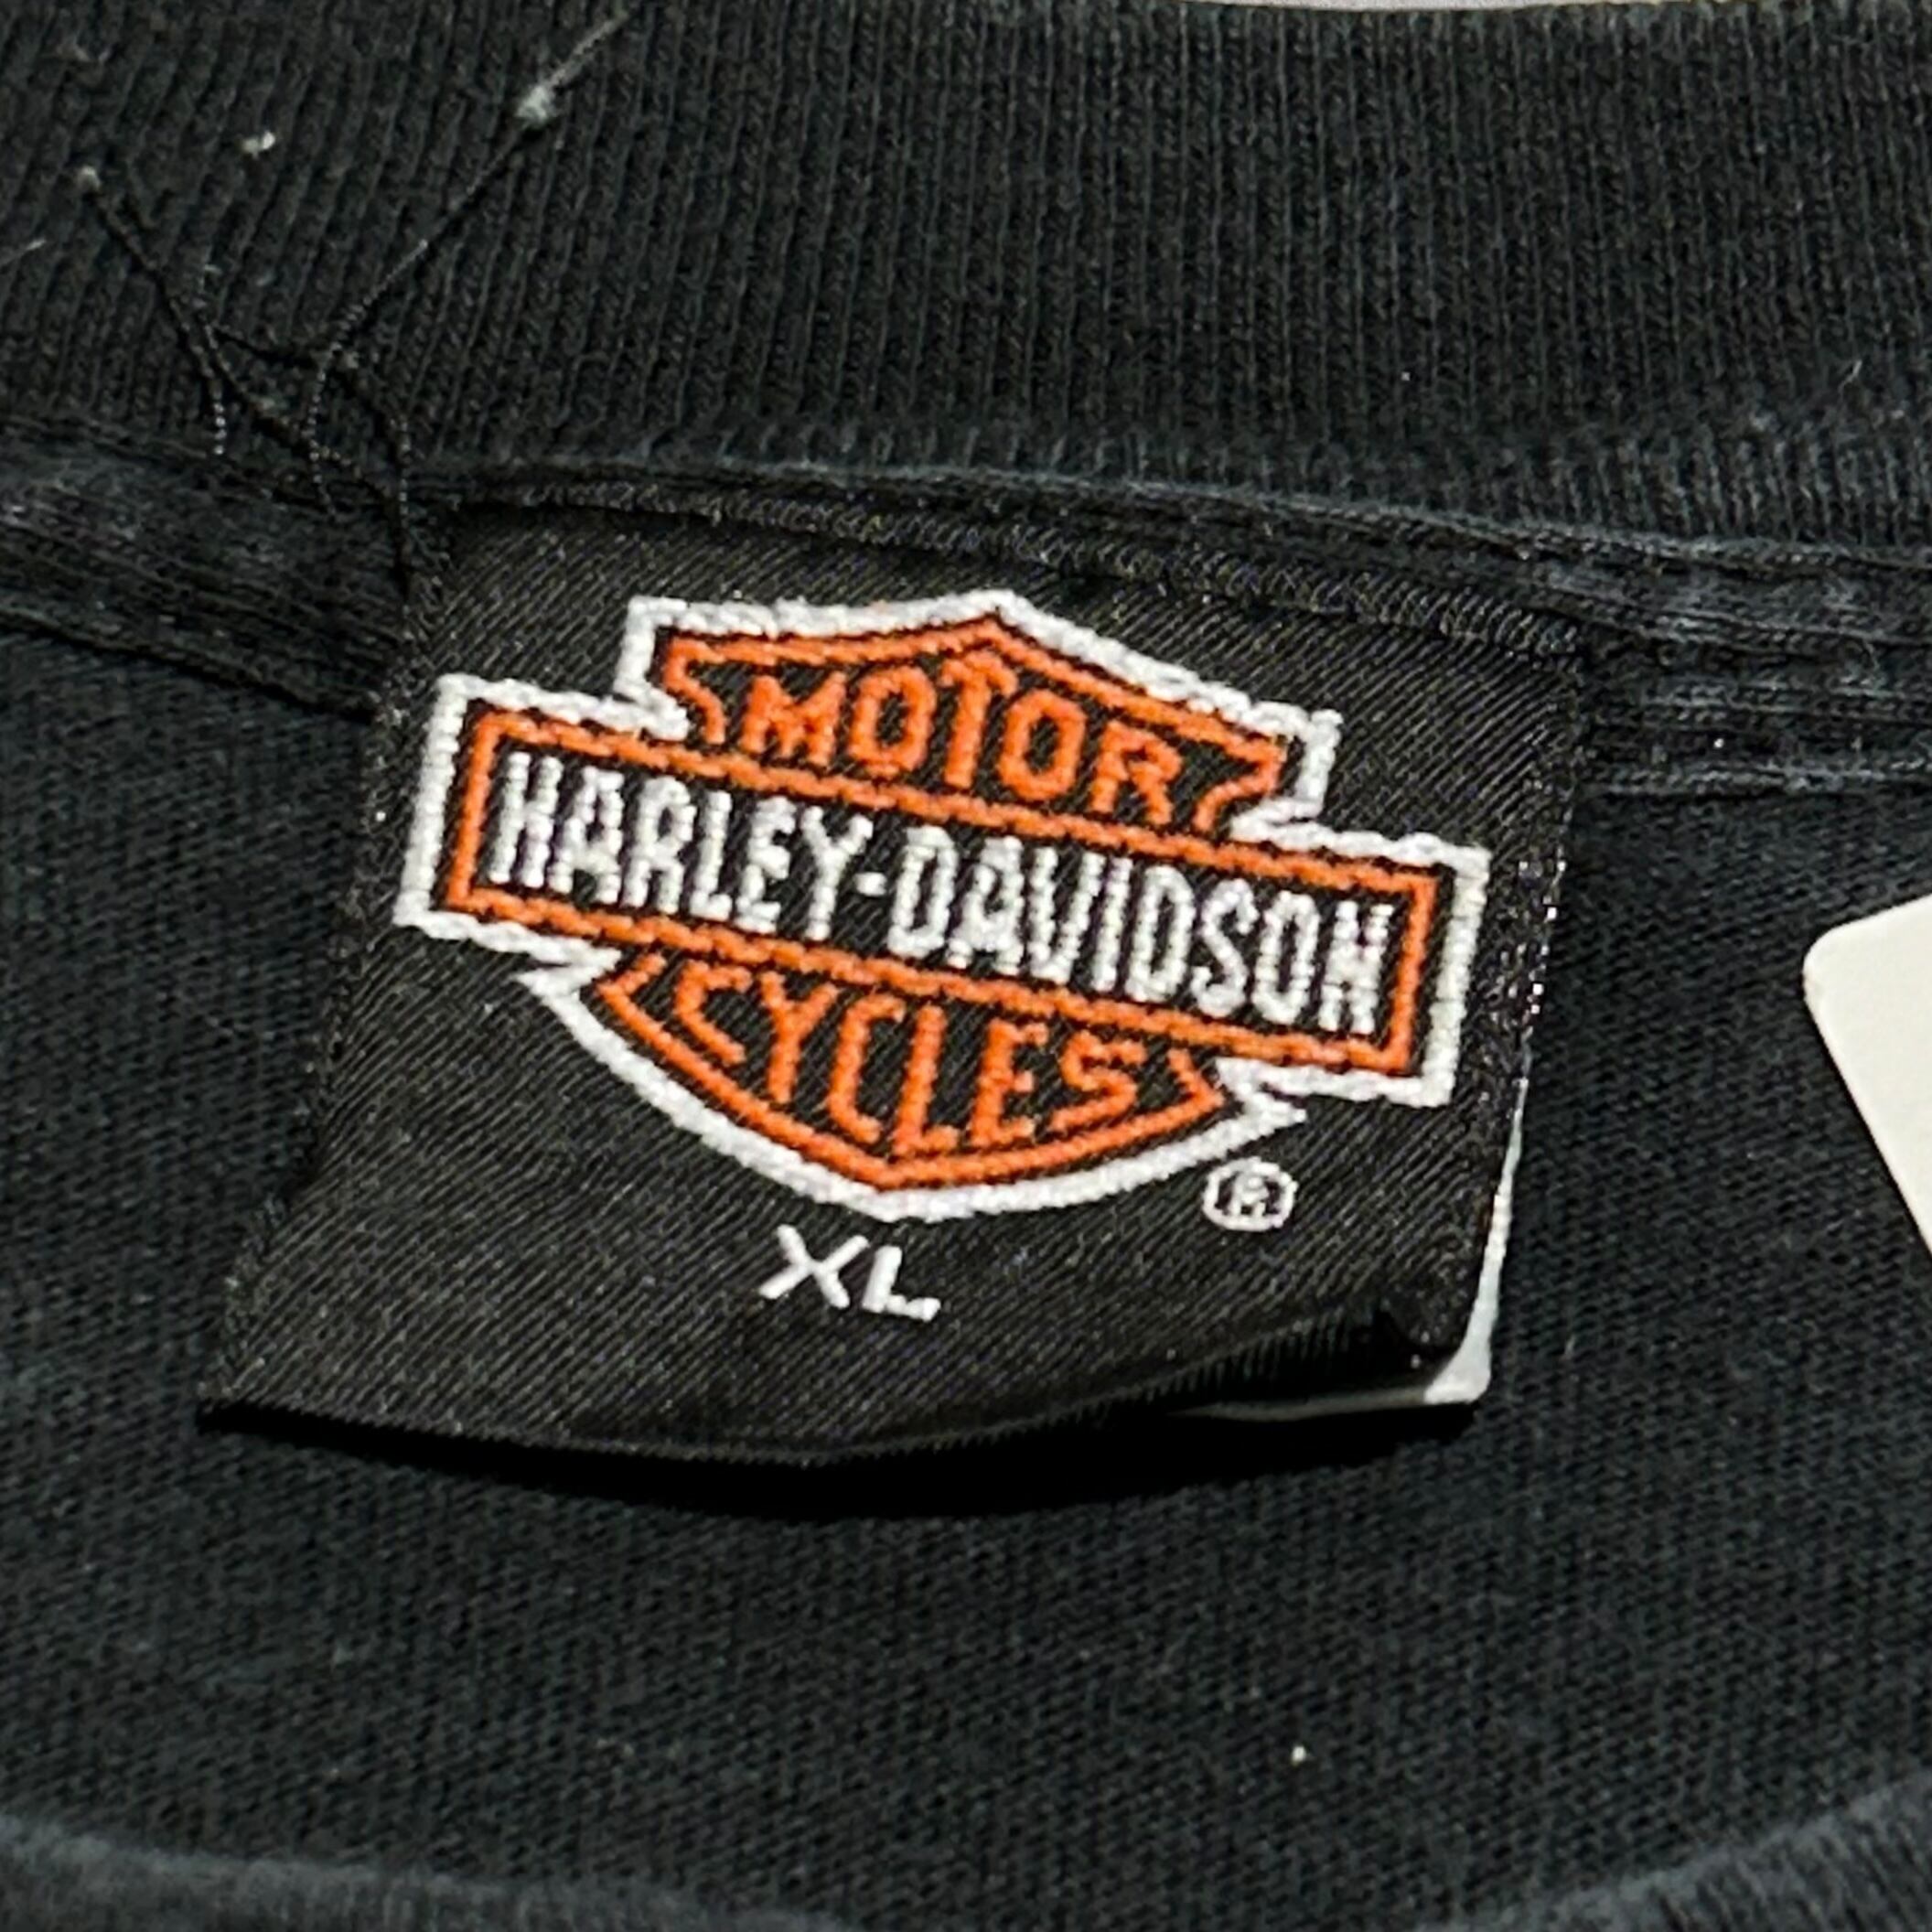 MOTOR
HARLEY-DAVIDSON
CYCLES
®
XL